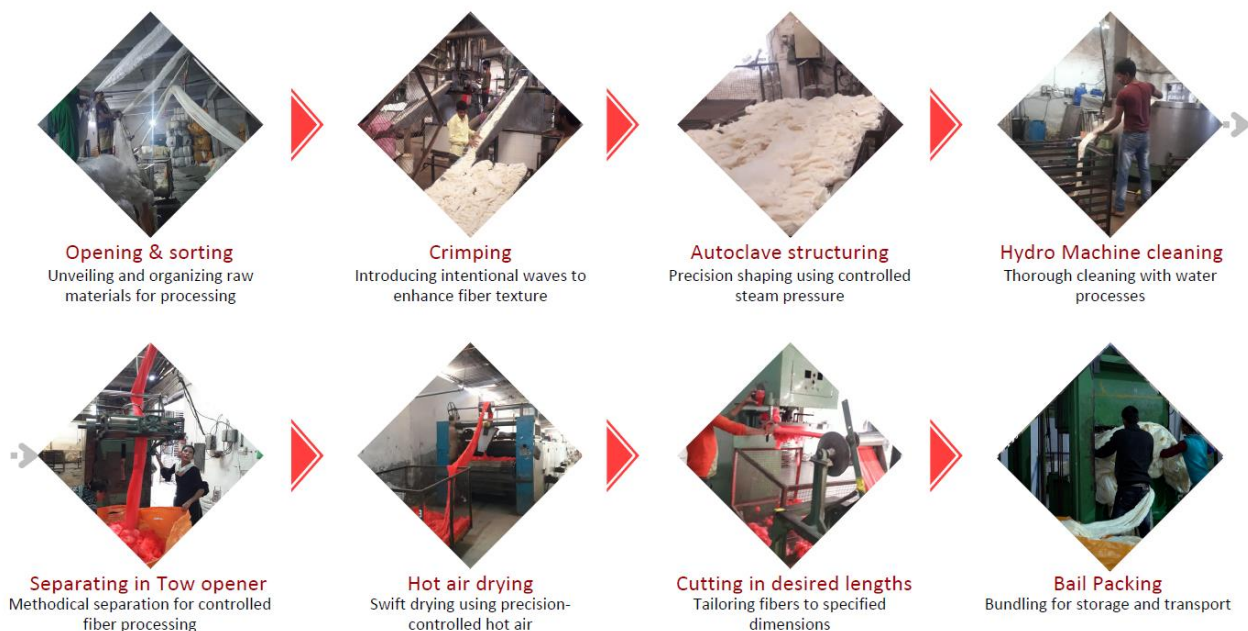 Opening & sorting
Unveiling and organizing raw
materials for processing
Crimping
Introducing intentional waves to
enhance fiber texture
Autoclave structuring
Precision shaping using controlled
steam pressure
Hydro Machine cleaning
Thorough cleaning with water
processes
Separating in Tow opener
Methodical separation for controlled
fiber processing
Hot air drying
Swift drying using precision-
controlled hot air
Cutting in desired lengths
Tailoring fibers to specified
dimensions
Bail Packing
Bundling for storage and transport